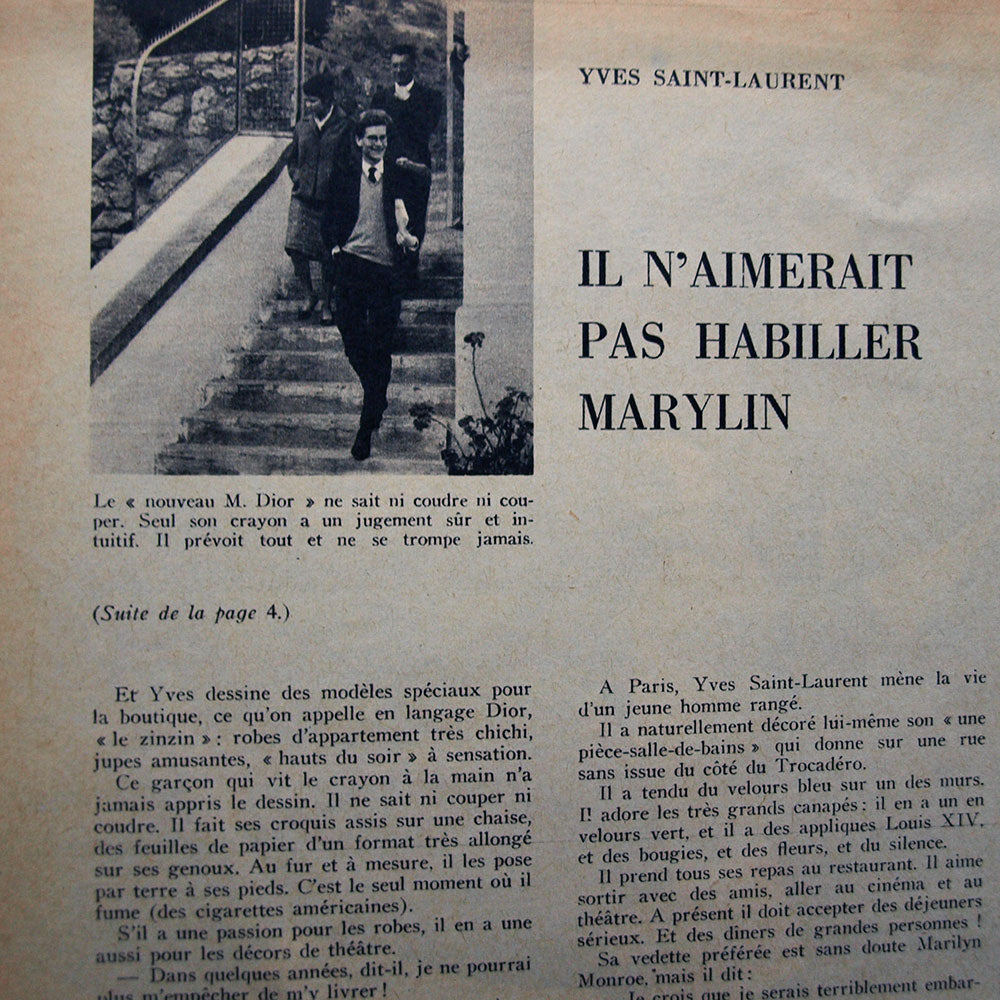 YVES SAINT-LAURENT
IL N'AIMERAIT
PAS HABILLER
MARYLIN
Le « nouveau M. Dior » ne sait ni coudre ni cou-
per. Seul son crayon a un jugement sûr et in-
tuitif. Il prévoit tout et ne se trompe jamais.
(Suite de la page 4.)
Et Yves dessine des modèles spéciaux pour
la boutique, ce qu'on appelle en langage Dior,
« le zinzin » : robes d'appartement très chichi,
jupes amusantes, « hauts du soir » à sensation.
Ce garçon qui vit le crayon à la main n'a
jamais appris le dessin. Il ne sait ni couper ni
coudre. Il fait ses croquis assis sur une chaise,
des feuilles de papier d'un format très allongé
sur ses genoux. Au fur et à mesure, il les pose
par terre à ses pieds. C'est le seul moment où il
fume (des cigarettes américaines).
S'il a une passion pour les robes, il en a une
aussi pour les décors de théâtre.
— Dans quelques années, dit-il, je ne pourrai
plus m'empêcher de m'y livrer !
A Paris, Yves Saint-Laurent mène la vie
d'un jeune homme rangé.
Il a naturellement décoré lui-même son « une
pièce-salle-de-bains » qui donne sur une rue
sans issue du côté du Trocadéro.
Il a tendu du velours bleu sur un des murs.
Il adore les très grands canapés : il en a un en
velours vert, et il a des appliques Louis XIV,
et des bougies, et des fleurs, et du silence.
Il prend tous ses repas au restaurant. Il aime
sortir avec des amis, aller au cinéma et au
théâtre. A présent il doit accepter des déjeuners
sérieux. Et des dîners de grandes personnes !
Sa vedette préférée est sans doute Marilyn
Monroe, mais il dit :
— Je crois que je serais terriblement embar-